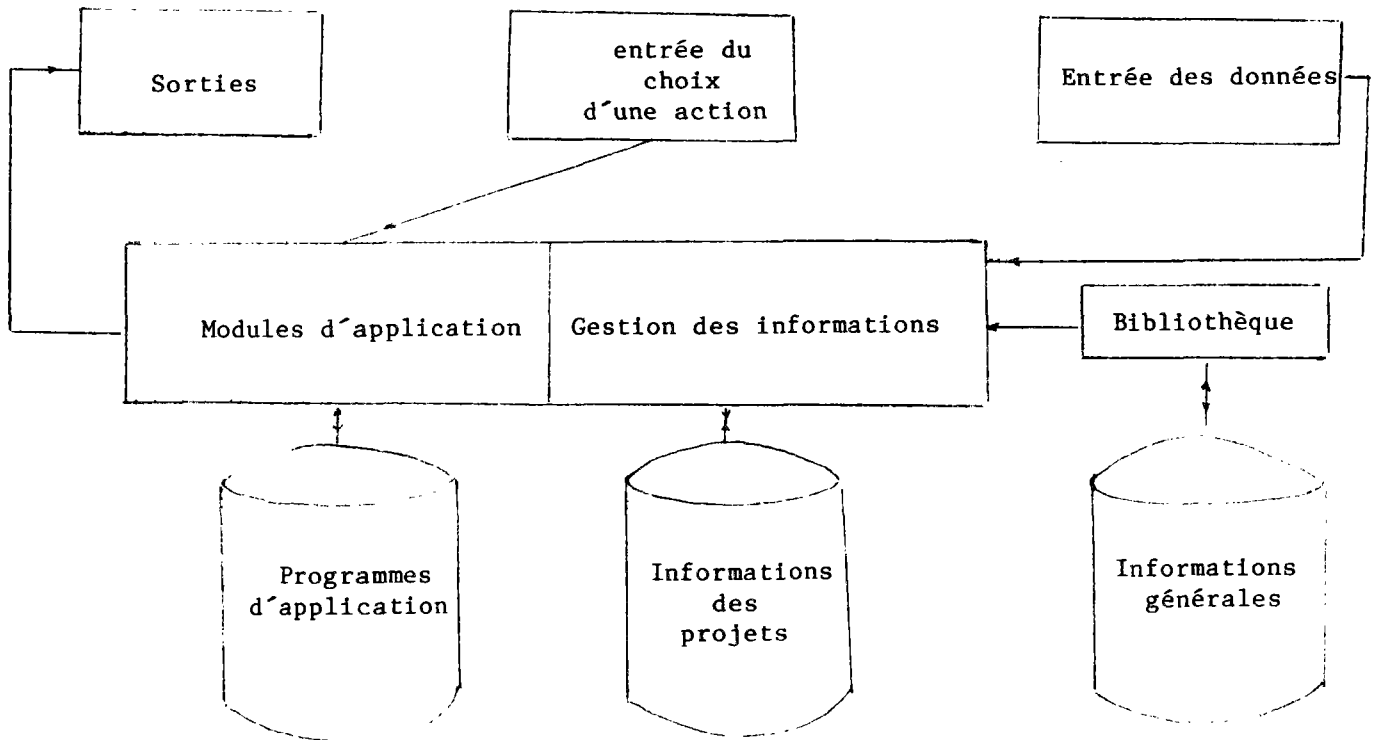 Sorties
entrée du
choix
d´une action
Entrée des données
Modules d´application
Gestion des informations
Bibliothèque
Programmes
d´application
Informations
des
projets
Informations
générales